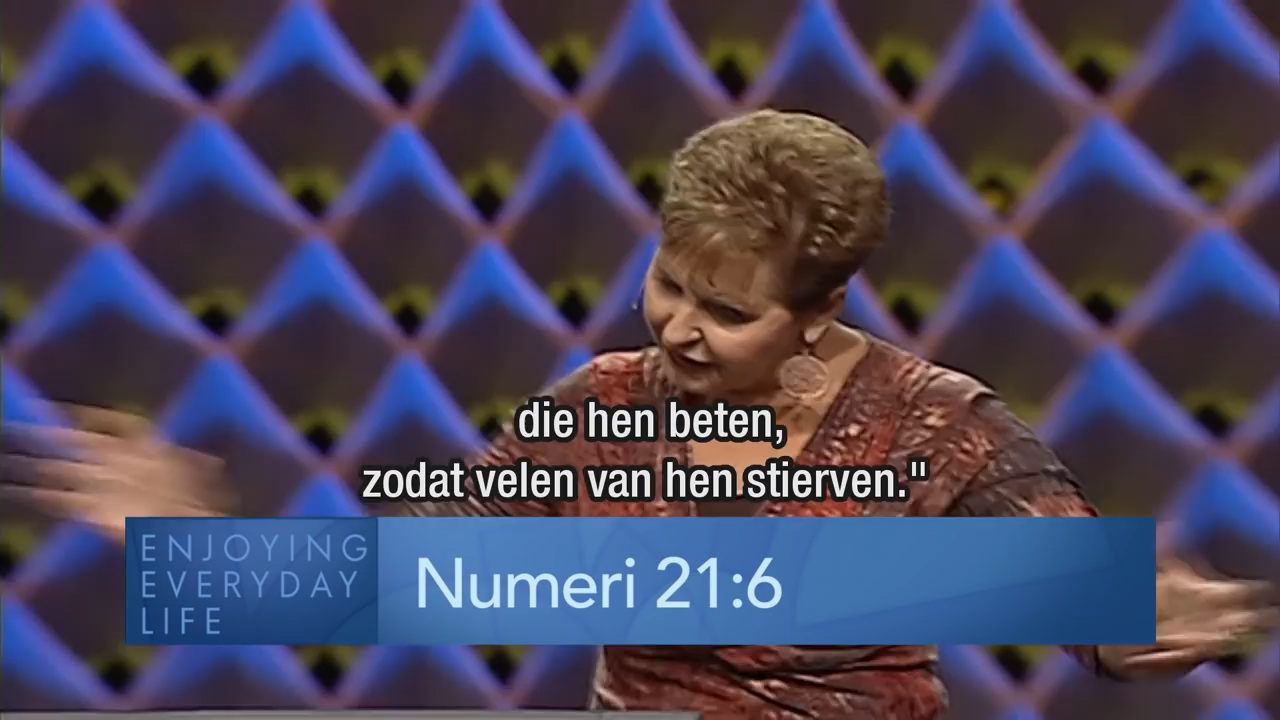 die hen beten,
zodat velen van hen stierven."
ENJOYING
EVERYDAY
LIFE
Numeri 21:6